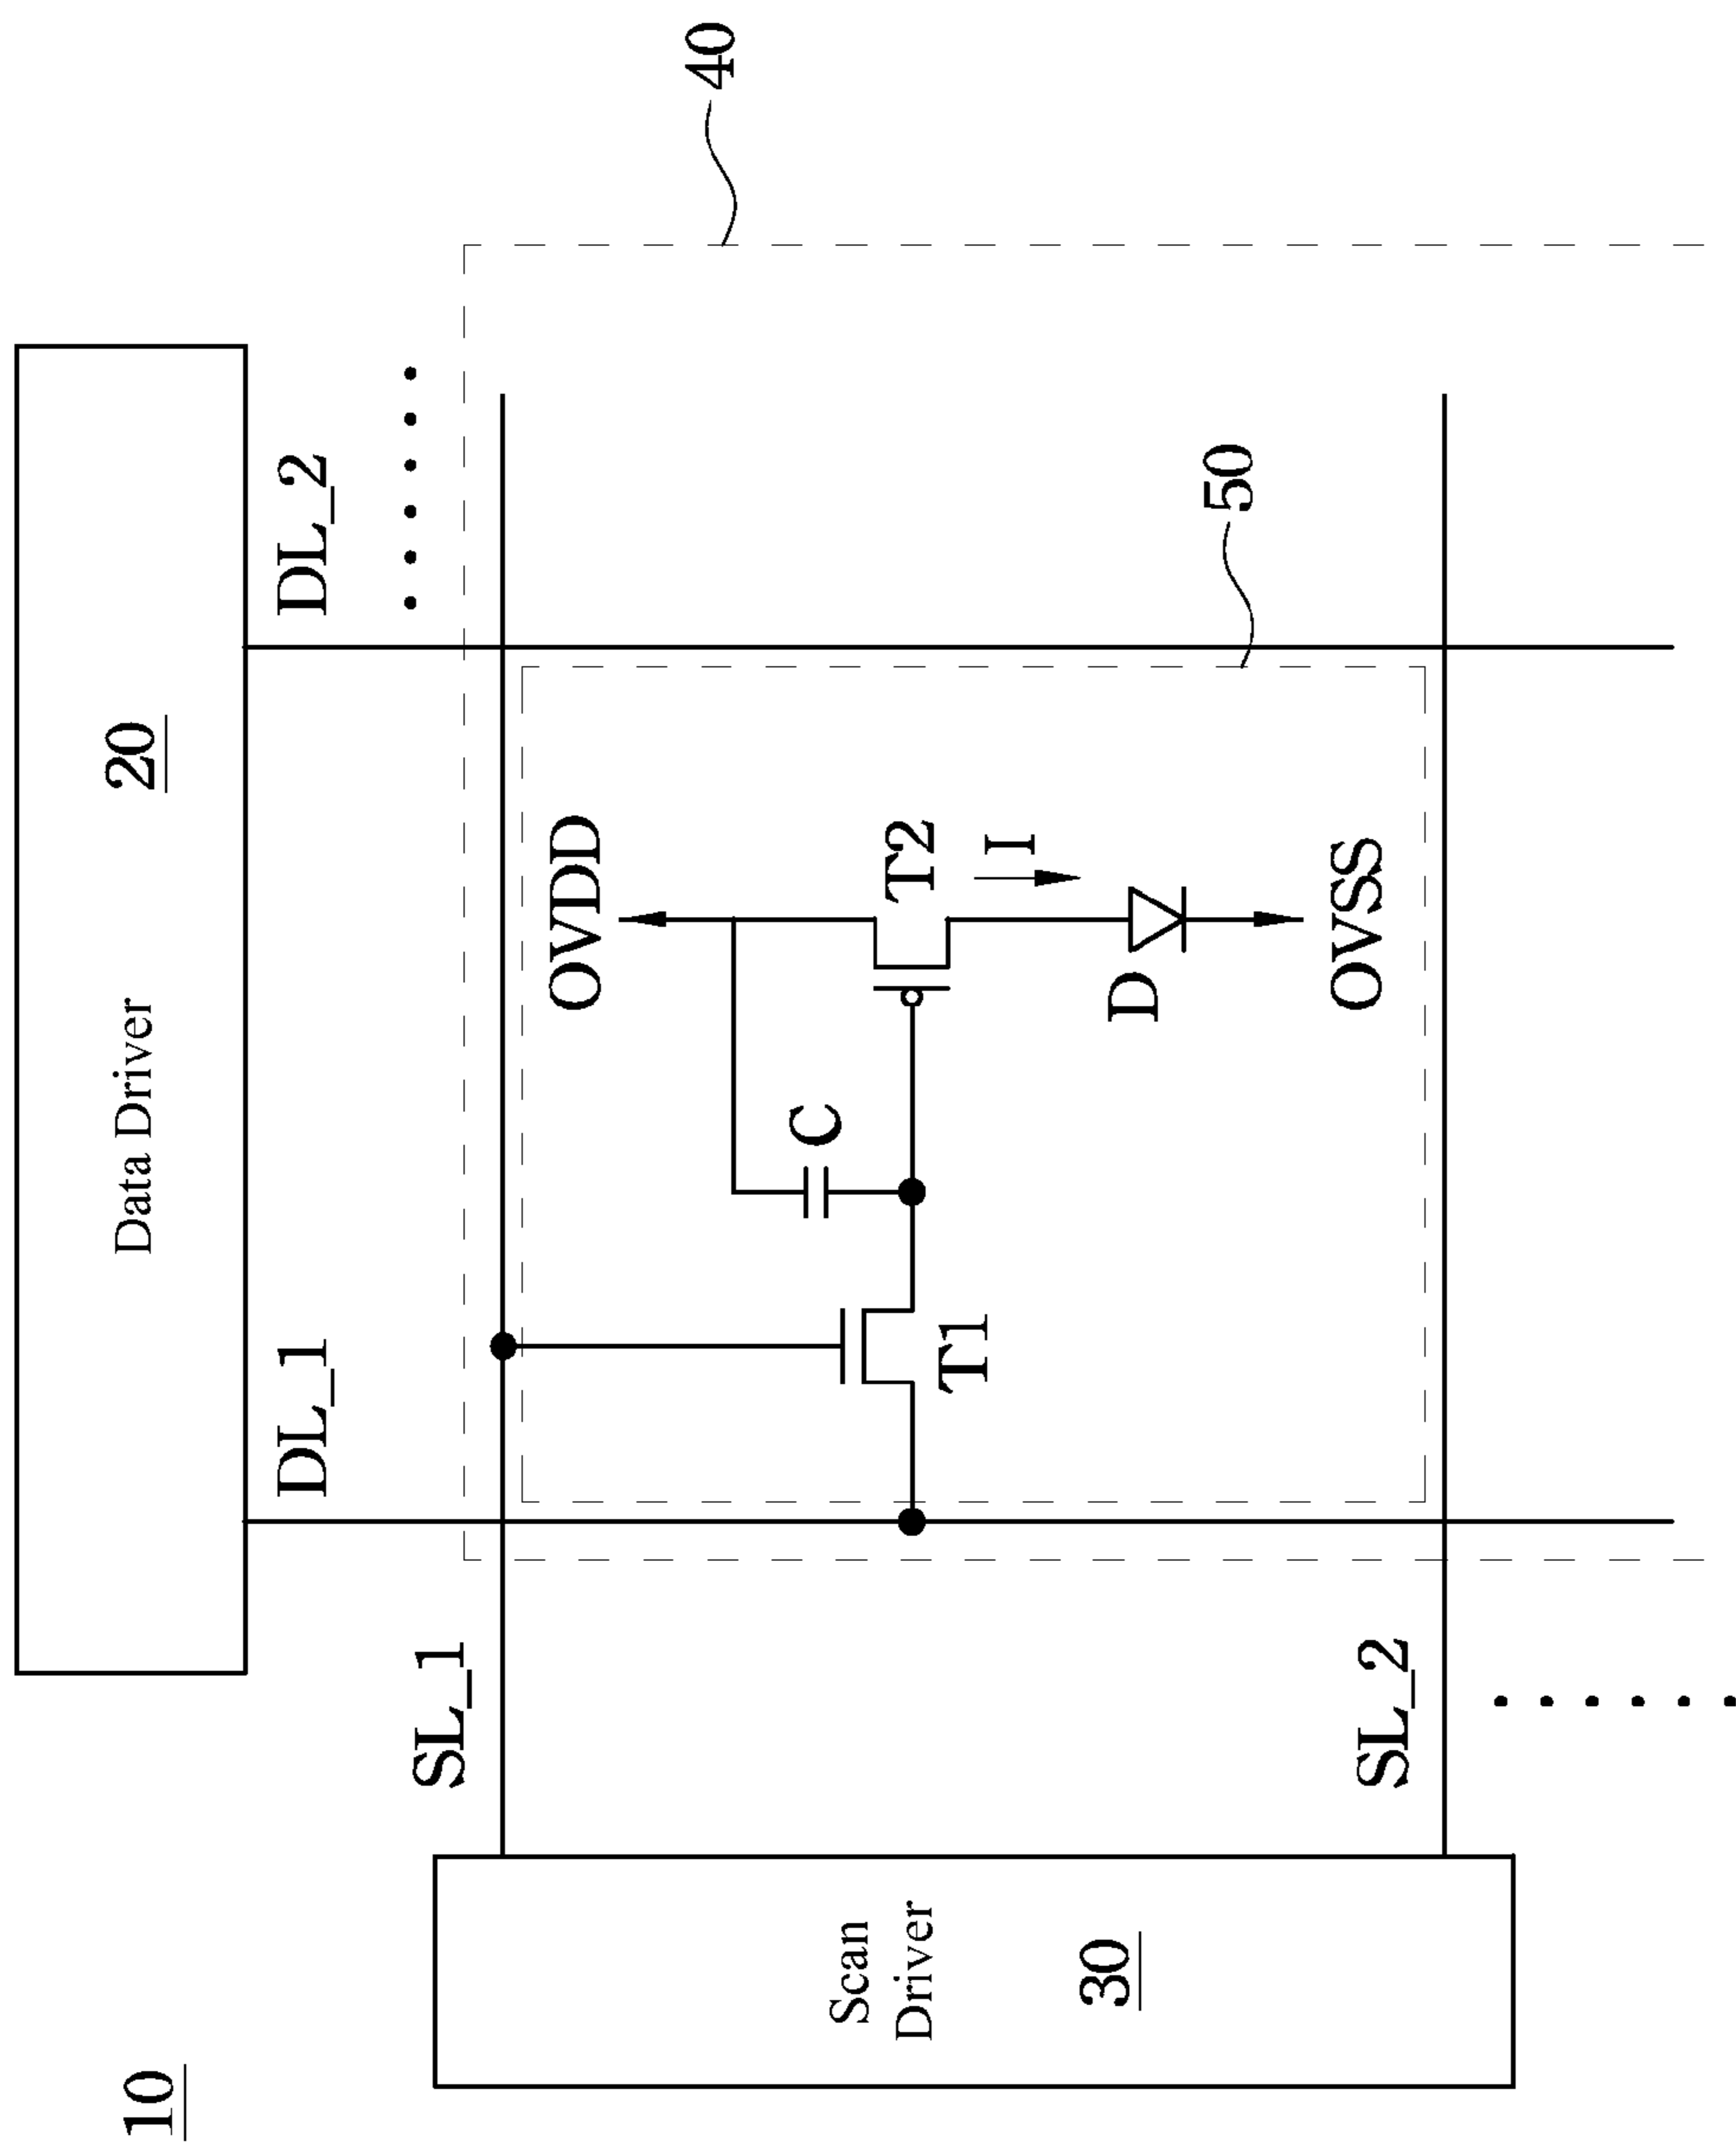 10
Data Driver
20
DL_1
DL_2
40
SL_1
OVDD
C
T2
T1
I
D
50
OVSS
Scan
Driver
30
SL_2